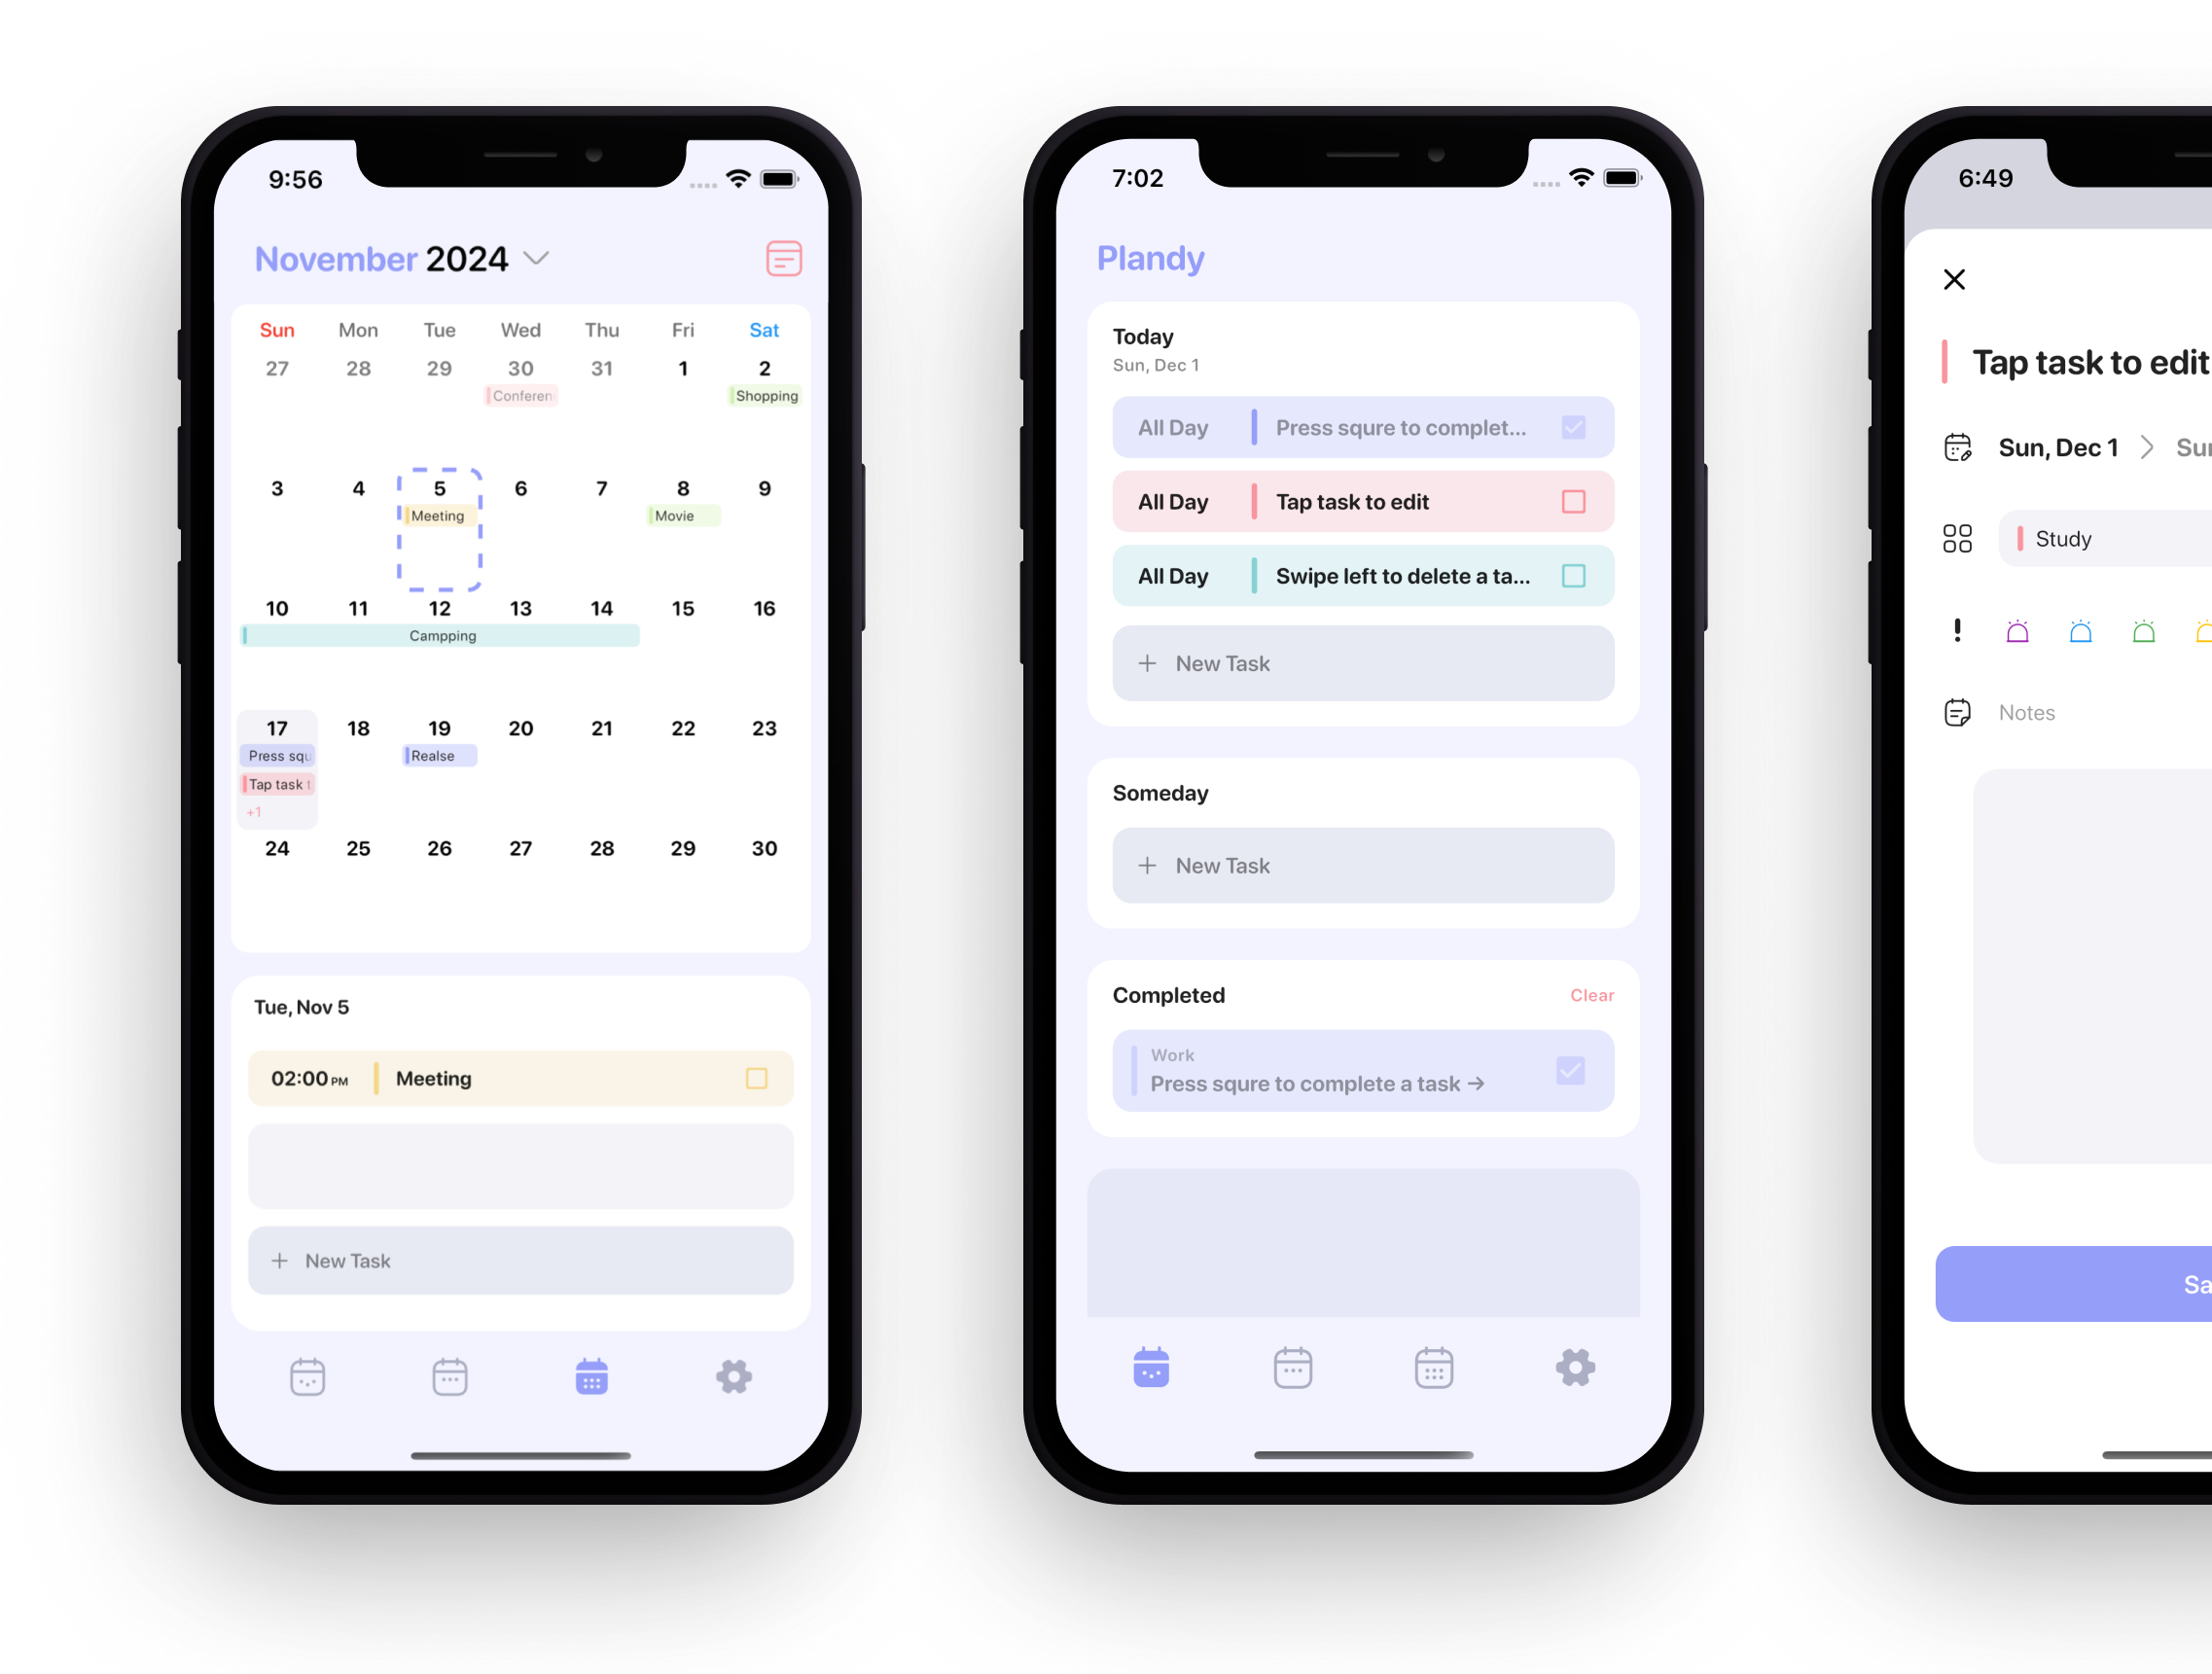 9:56
November 2024
Sun Mon Tue Wed Thu Fri Sat
27 28 29 30 31 1 2
Conferen Shopping
3 4 5 6 7 8 9
Meeting Movie
10 11 12 13 14 15 16
Campping
17 18 19 20 21 22 23
Press squ Realse
Tap task t
+1
24 25 26 27 28 29 30
Tue, Nov 5
02:00 PM Meeting
+ New Task
7:02
Plandy
Today
Sun, Dec 1
All Day Press squre to complet...
All Day Tap task to edit
All Day Swipe left to delete a ta...
+ New Task
Someday
+ New Task
Completed Clear
Work
Press squre to complete a task →
6:49
Tap task to edit
Sun, Dec 1 > Sun
Study
Notes
Sa